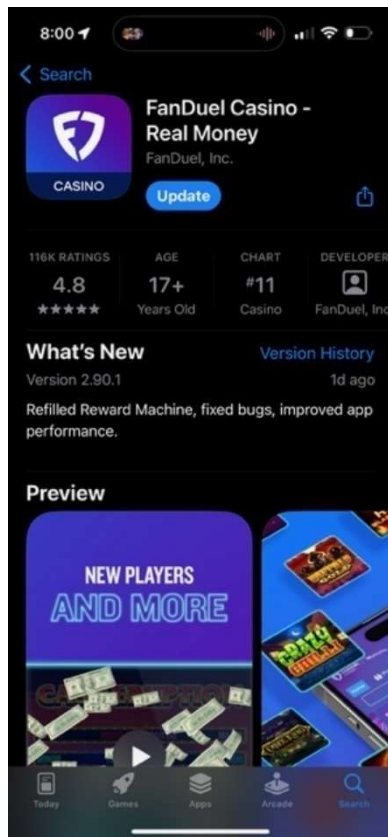 8:00
Search
FanDuel Casino -
Real Money
FanDuel, Inc.
CASINO
Update
116K RATINGS
4.8
AGE
17+
Years Old
CHART
#11
Casino
DEVELOPER
FanDuel, Inc
What's New
Version History
Version 2.90.1
1d ago
Refilled Reward Machine, fixed bugs, improved app
performance.
Preview
NEW PLAYERS
AND MORE
Today
Games
Apps
Arcade
Search